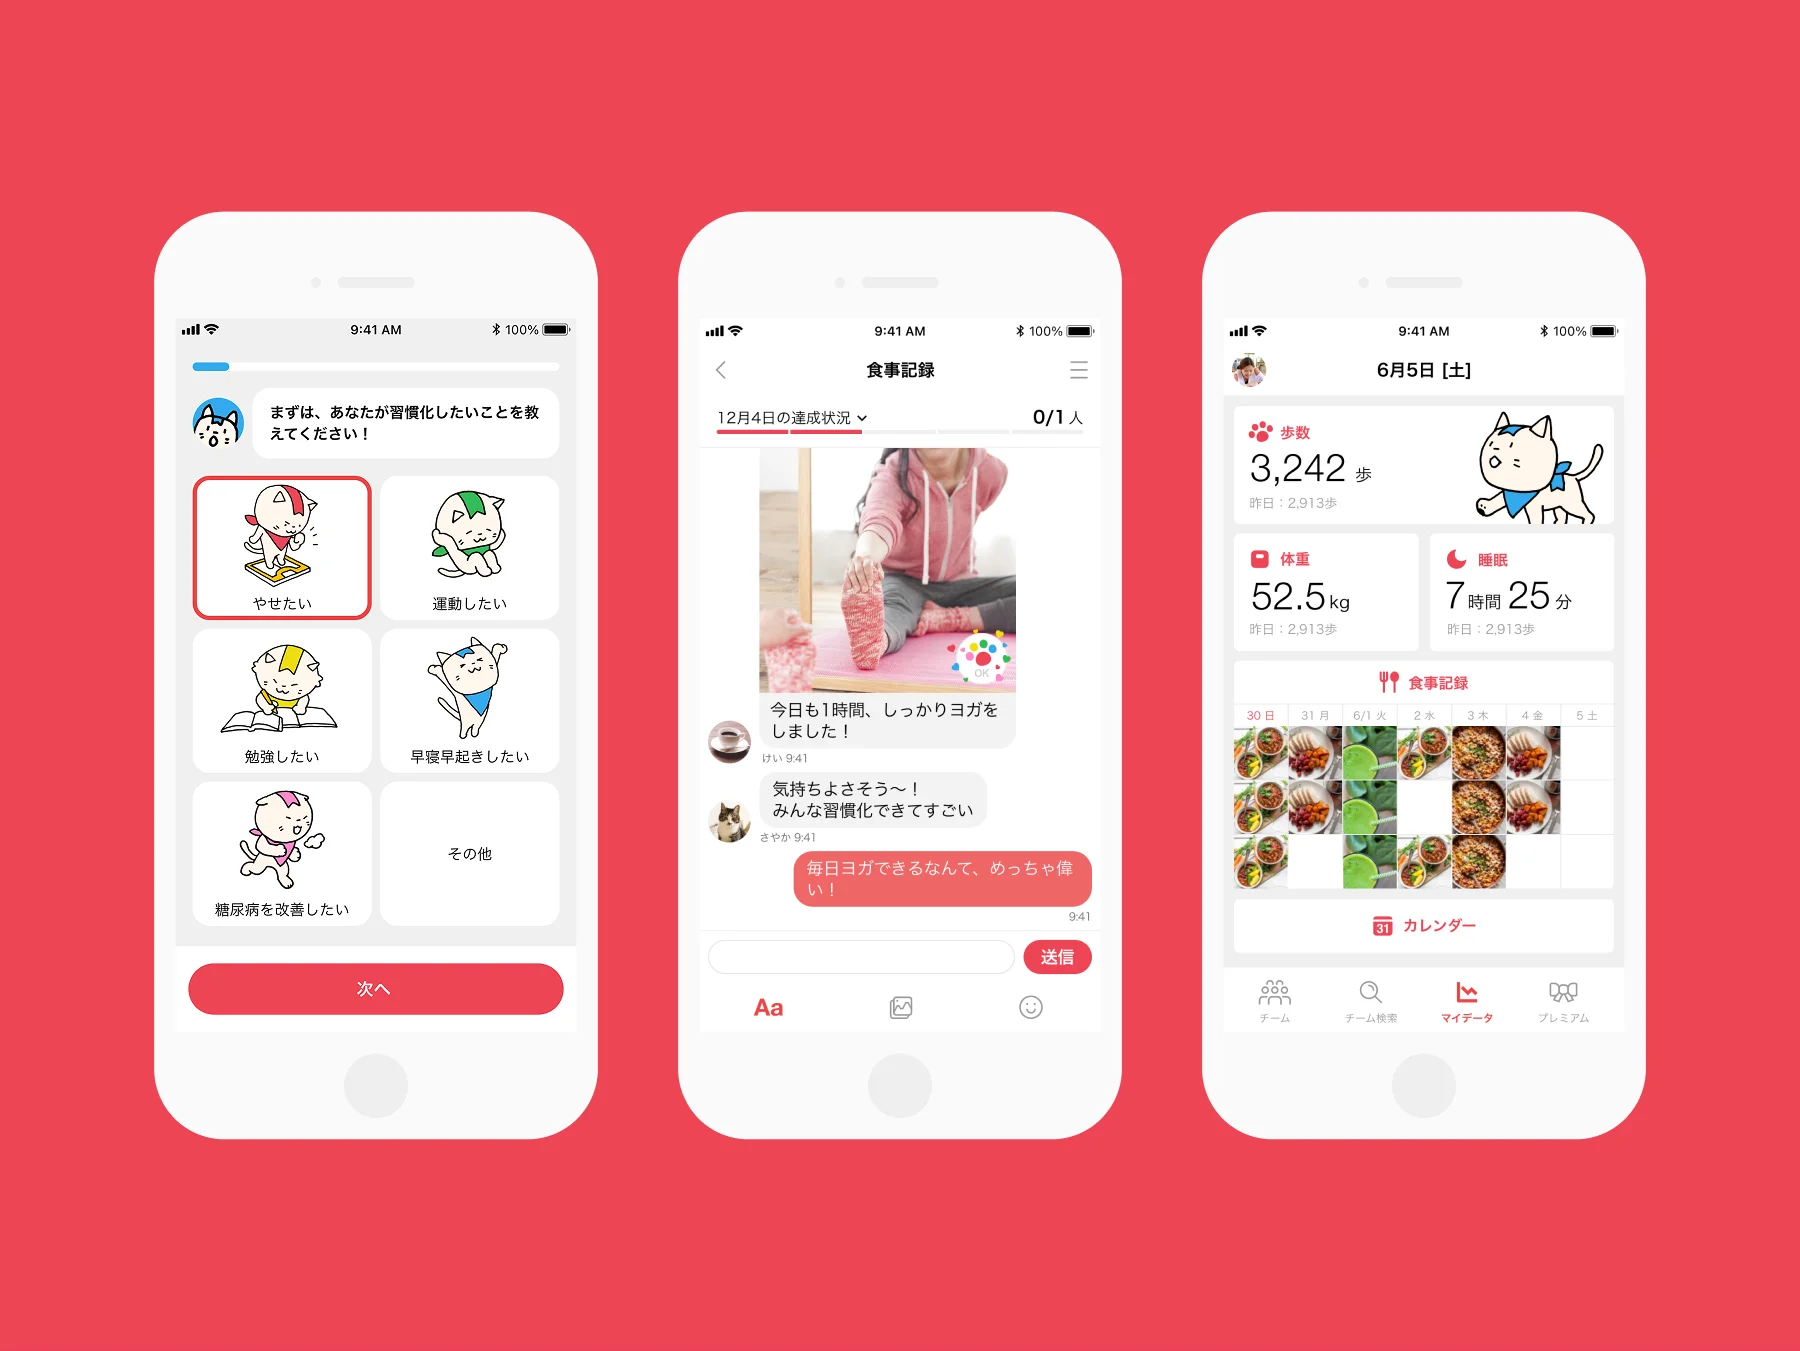 9:41 AM
100%
まずは、あなたが習慣化したいことを教
えてください！
やせたい
運動したい
勉強したい
早寝早起きしたい
糖尿病を改善したい
その他
次へ
9:41 AM
100%
食事記録
12月4日の達成状況
0/1人
OK
今日も1時間、しっかりヨガを
しました！
けい 9:41
気持ちよさそう〜！
みんな習慣化できてすごい
さやか 9:41
毎日ヨガできるなんて、めっちゃ偉
い！
9:41
送信
Aa
9:41 AM
100%
6月5日 [土]
歩数
3,242 歩
昨日：2,913歩
体重
52.5kg
昨日：2,913歩
睡眠
7時間25分
昨日：2,913歩
食事記録
30 日
31 月
6/1 火
2 水
3 木
4 金
5 土
31 カレンダー
チーム
チーム検索
マイデータ
プレミアム